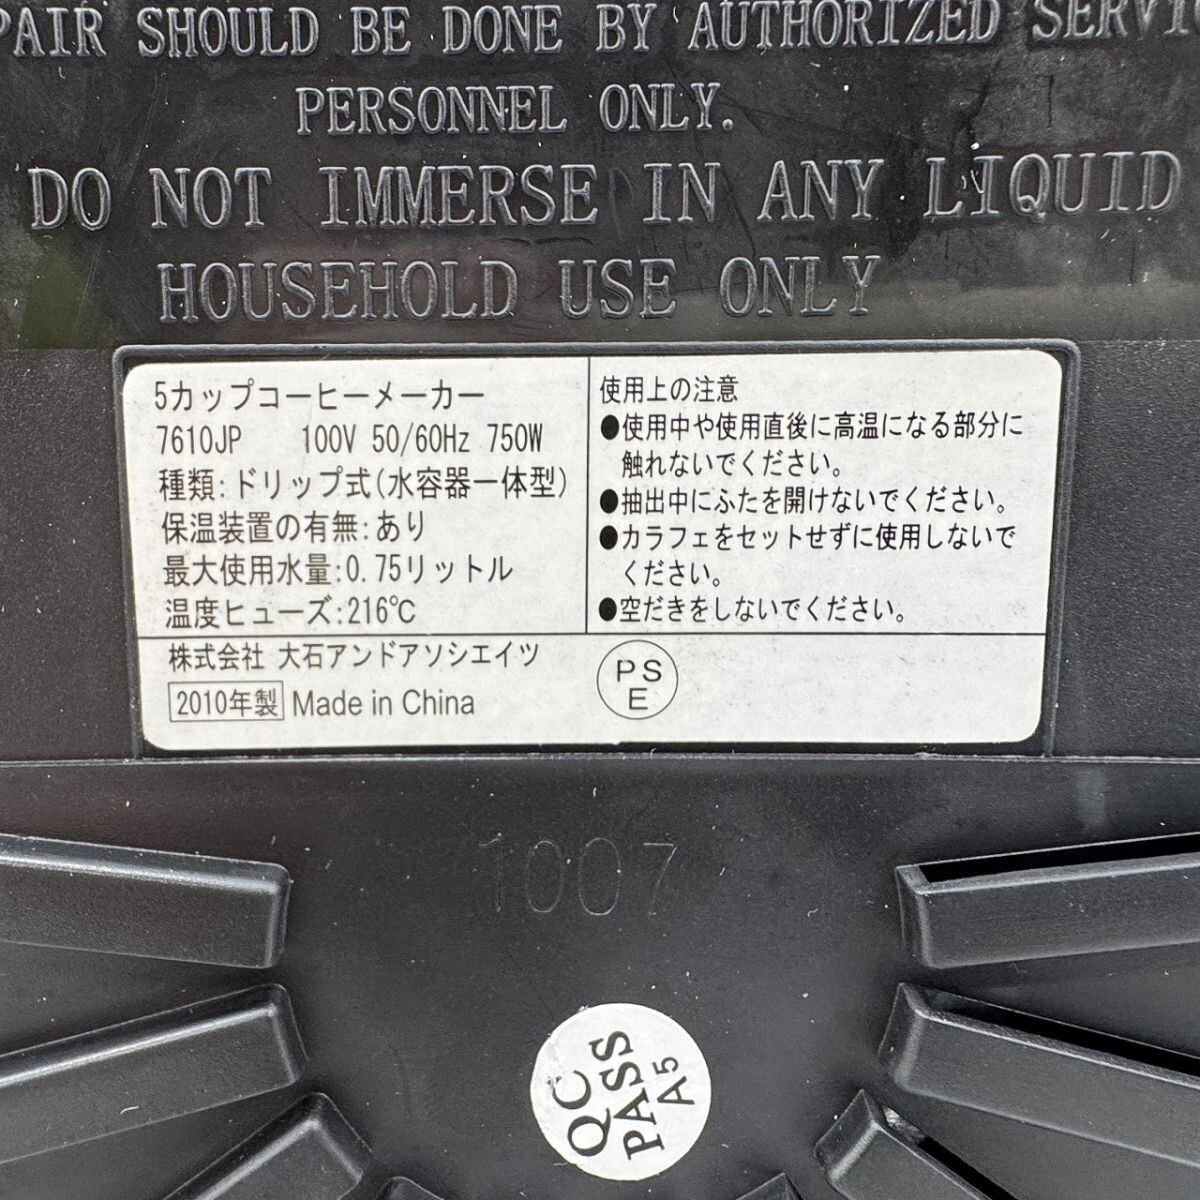 PAIR SHOULD BE DONE BY AUTHORIZED SERVIC
PERSONNEL ONLY.
DO NOT IMMERSE IN ANY LIQUID
HOUSEHOLD USE ONLY
5カップコーヒーメーカー
7610JP 100V 50/60Hz 750W
種類:ドリップ式(水容器一体型)
保温装置の有無:あり
最大使用水量:0.75リットル
温度ヒューズ:216℃
使用上の注意
●使用中や使用直後に高温になる部分に
触れないでください。
●抽出中にふたを開けないでください。
●カラフェをセットせずに使用しないで
ください。
●空だきをしないでください。
株式会社 大石アンドアソシエイツ
2010年製 Made in China
PS
E
1007
QC
PASS
A5